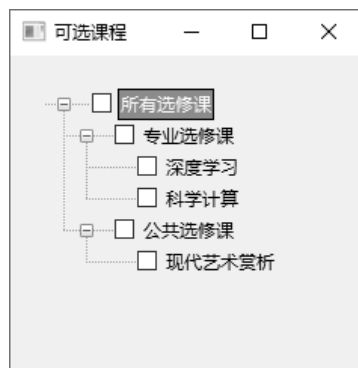 可选课程
所有选修课
专业选修课
深度学习
科学计算
公共选修课
现代艺术赏析